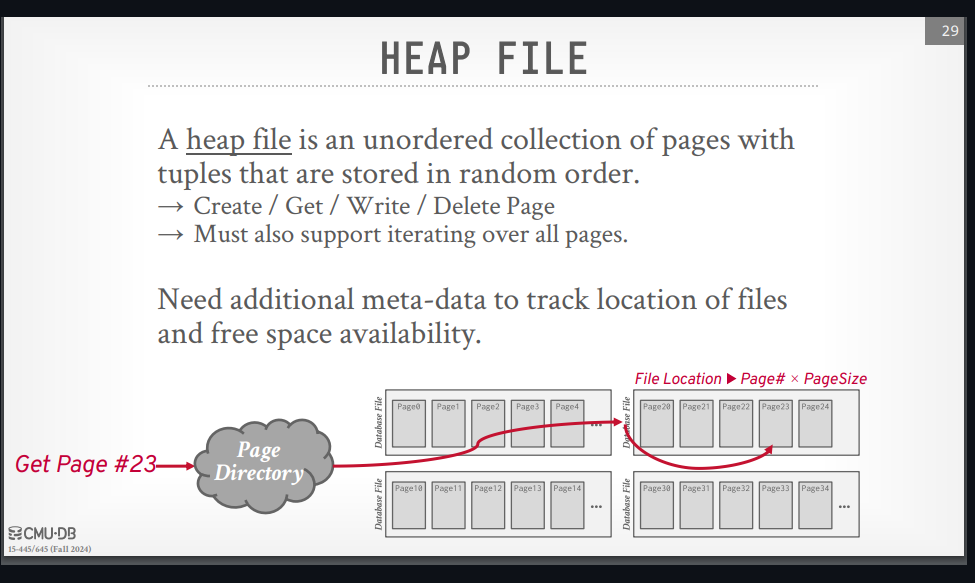 29
HEAP FILE
A heap file is an unordered collection of pages with
tuples that are stored in random order.
→ Create / Get / Write / Delete Page
→ Must also support iterating over all pages.
Need additional meta-data to track location of files
and free space availability.
File Location ▶ Page# × PageSize
Database File
Page0 Page1 Page2 Page3 Page4 ...
Database File
Page20 Page21 Page22 Page23 Page24
Get Page #23
Page
Directory
Database File
Page10 Page11 Page12 Page13 Page14 ...
Database File
Page30 Page31 Page32 Page33 Page34 ...
CMU·DB
15-445/645 (Fall 2024)